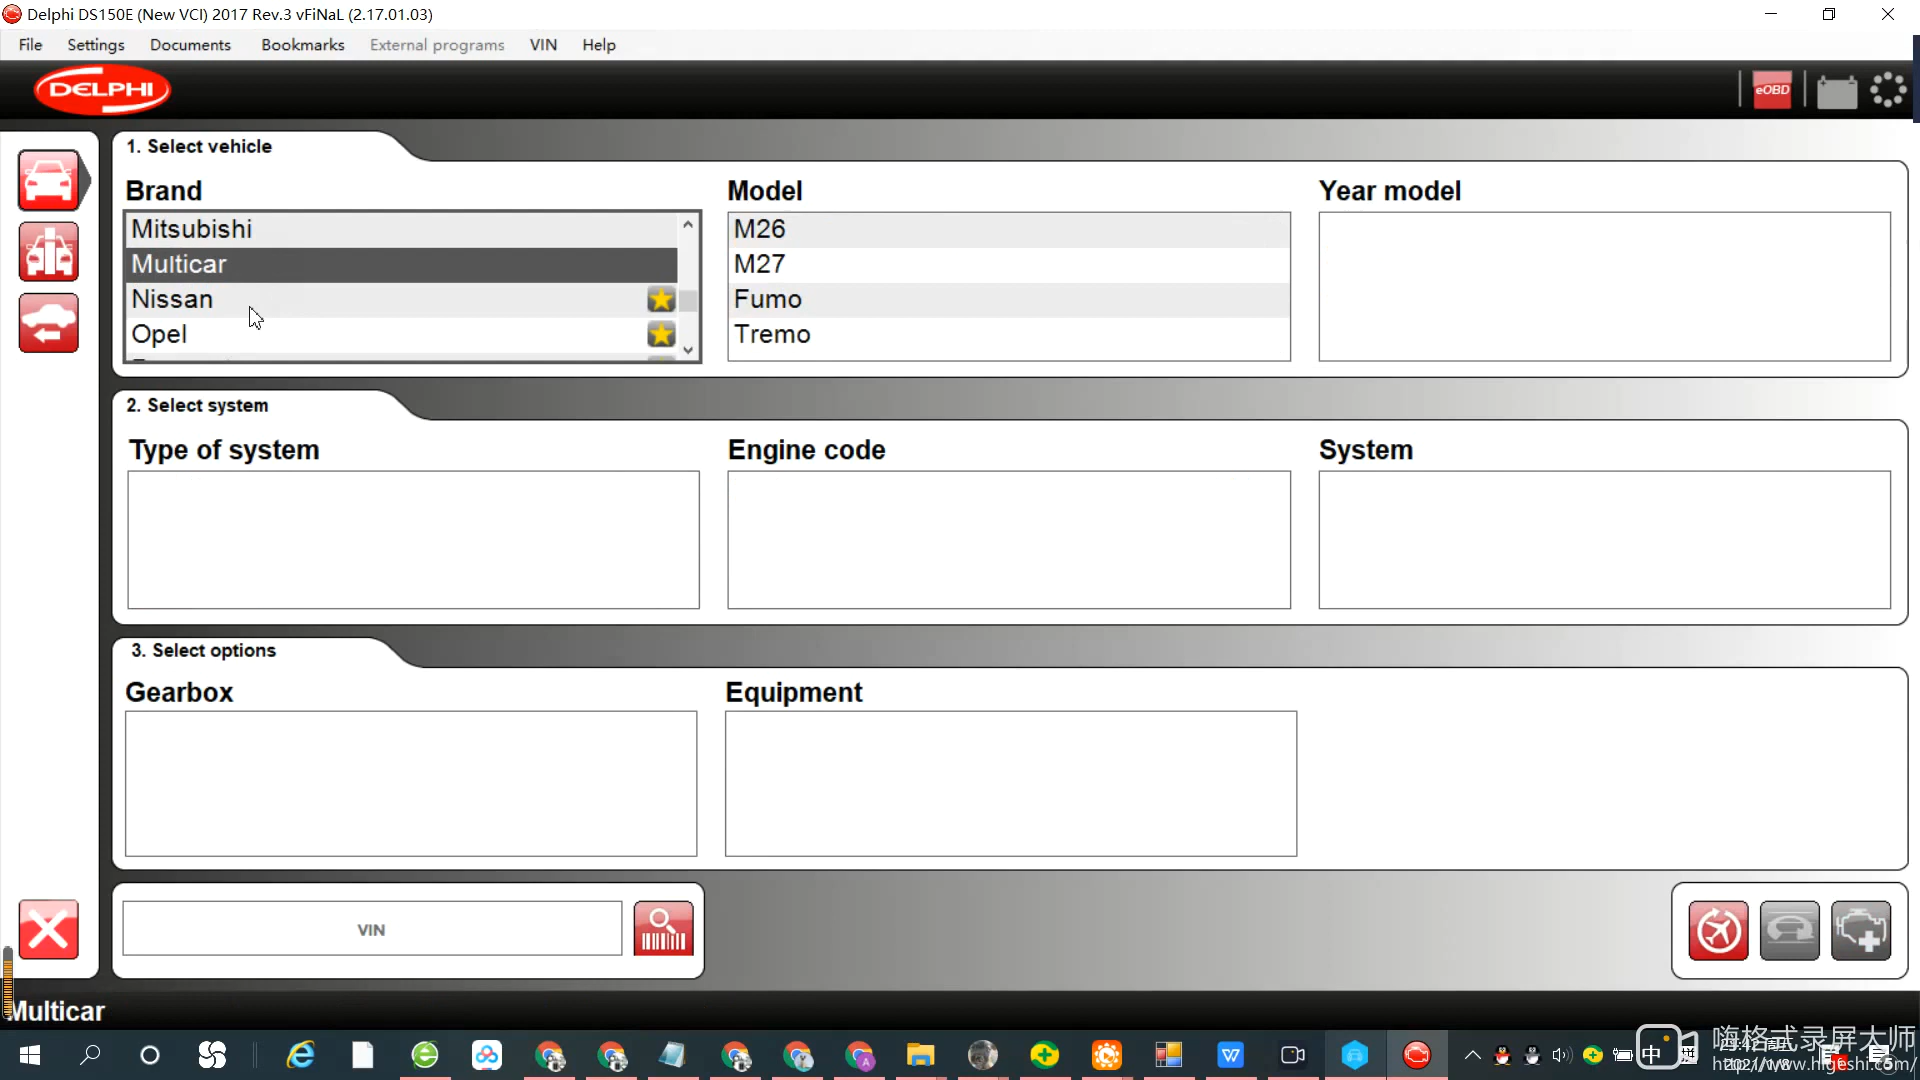 Delphi DS150E (New VCI) 2017 Rev.3 vFiNaL (2.17.01.03)
File Settings Documents Bookmarks External programs VIN Help
DELPHI
eOBD
1. Select vehicle
Brand
Model
Year model
Mitsubishi
Multicar
Nissan
Opel
M26
M27
Fumo
Tremo
2. Select system
Type of system
Engine code
System
3. Select options
Gearbox
Equipment
VIN
Multicar
中
嗨格式录屏大师
http://www.higeshi.com/